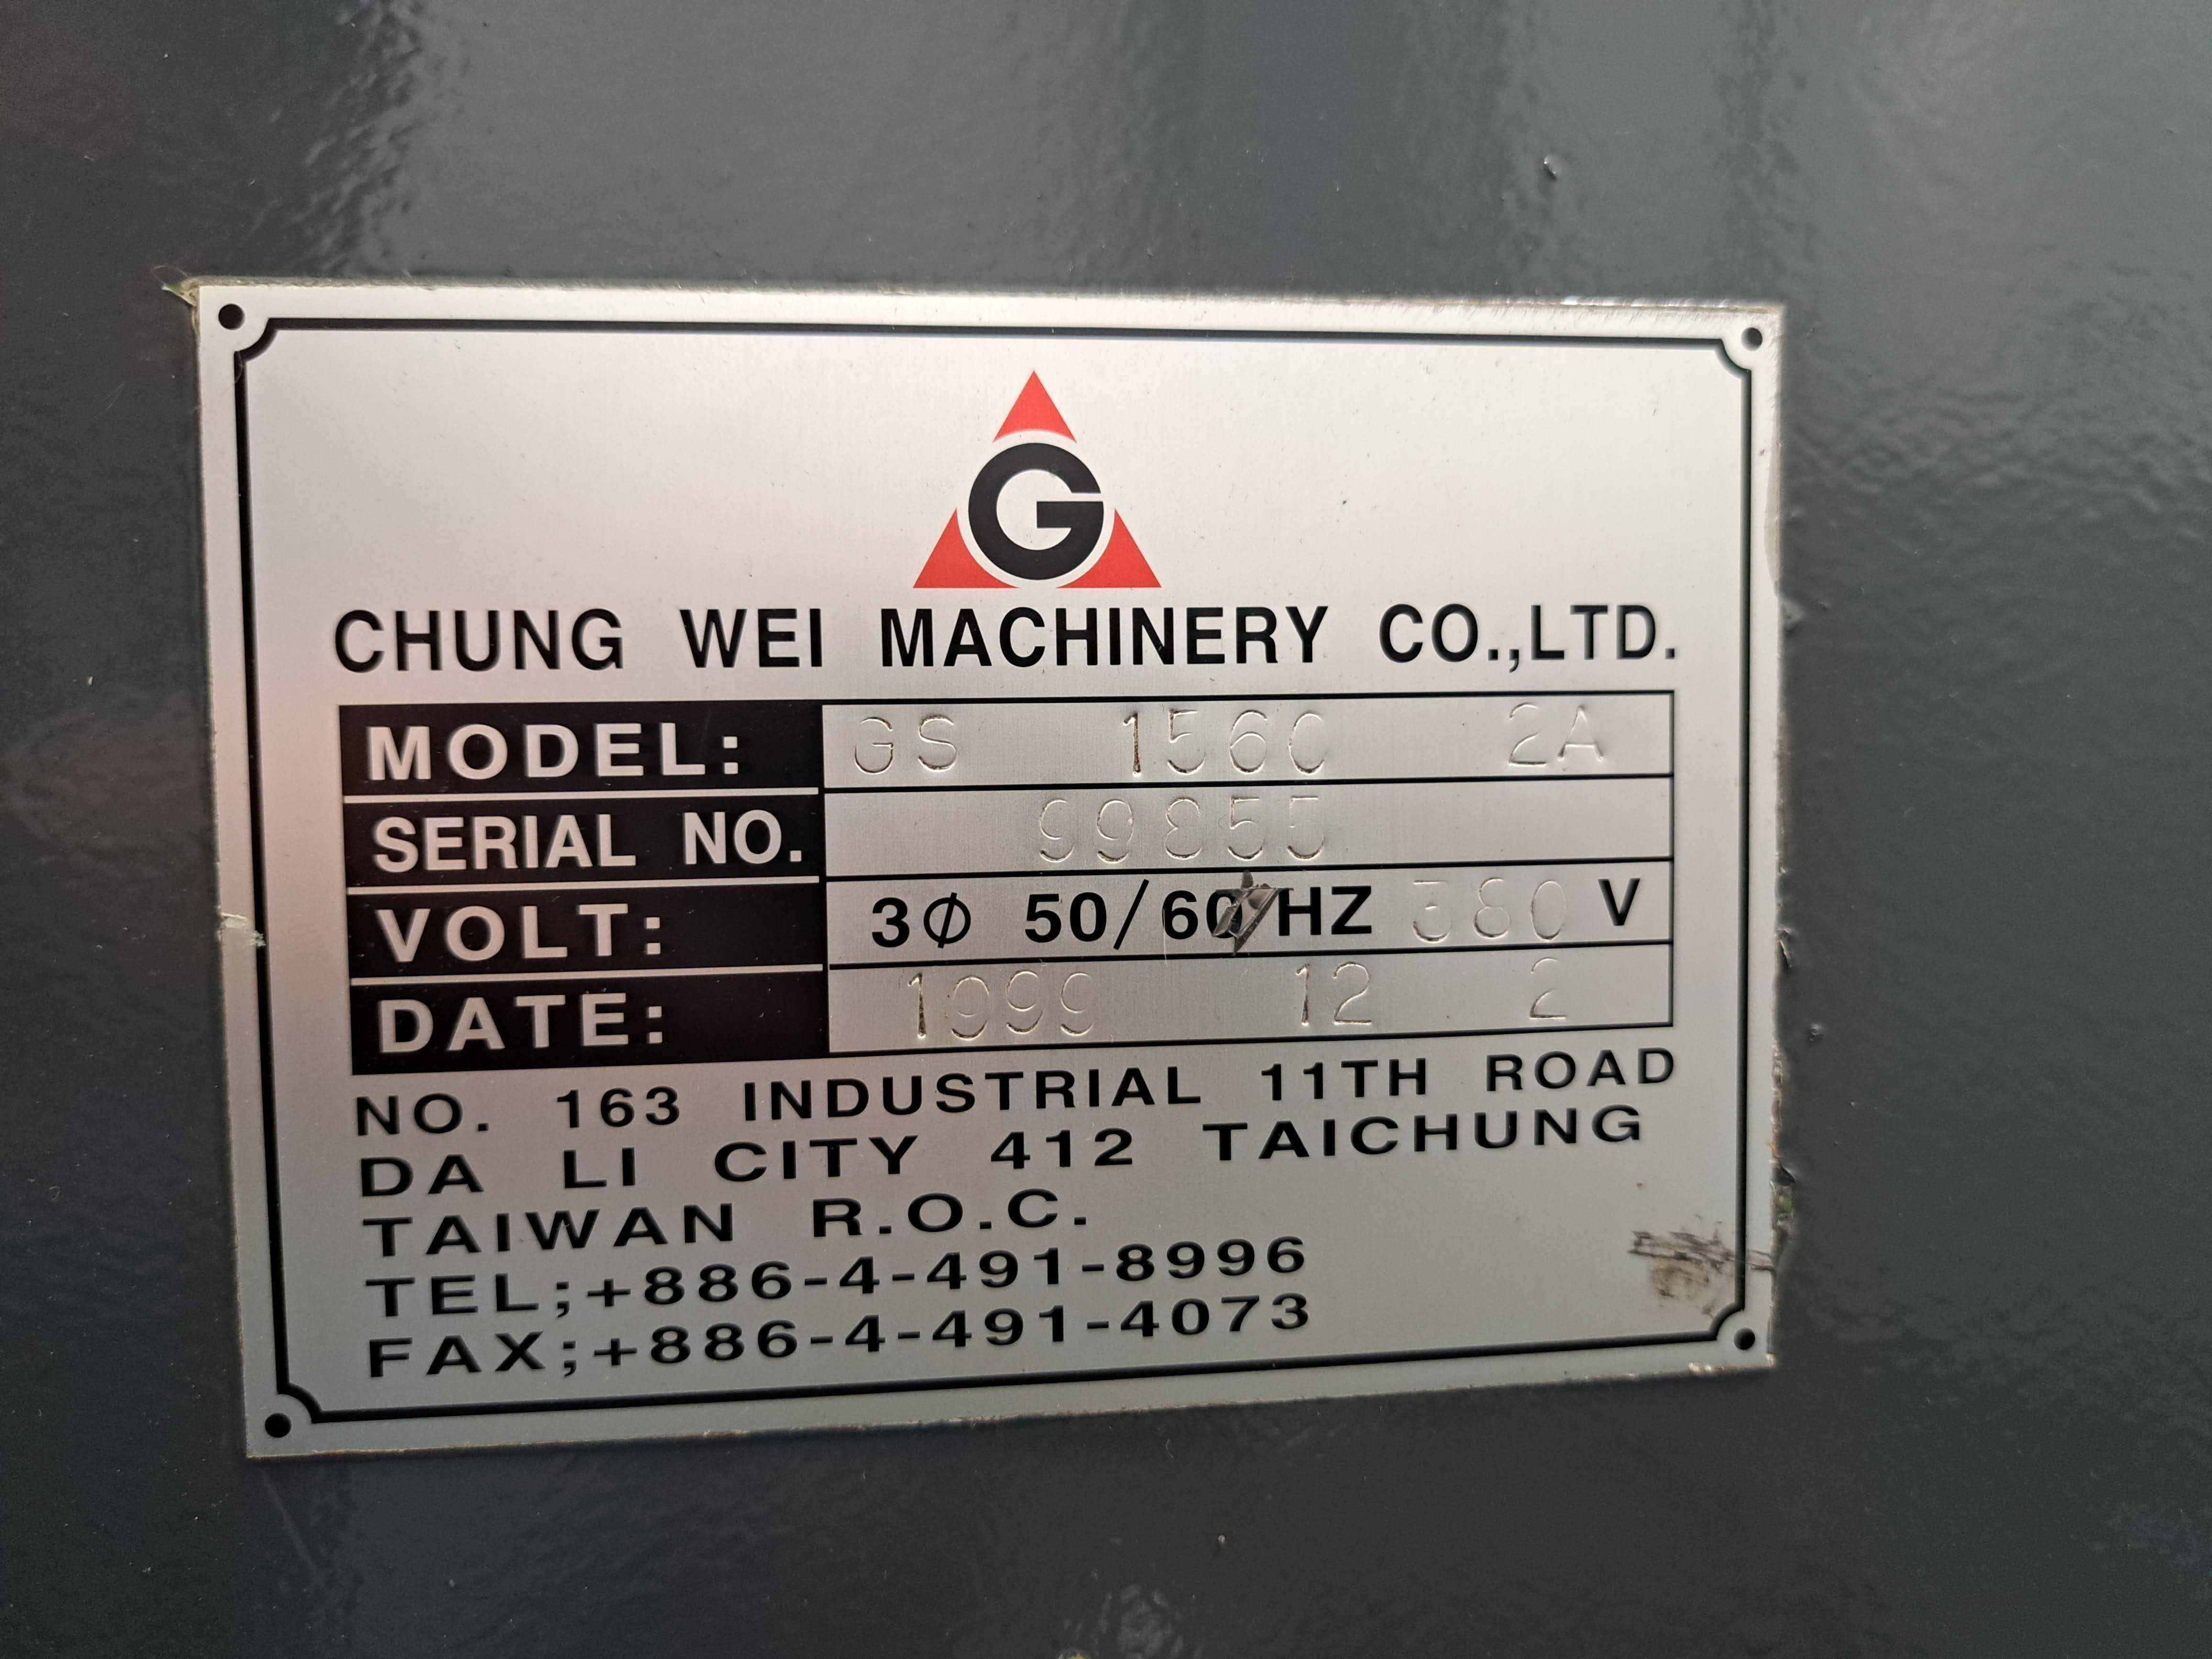 G
CHUNG WEI MACHINERY CO.,LTD.
MODEL: GS 156C 2A
SERIAL NO. 99855
VOLT: 3Ø 50/60/HZ 380 V
DATE: 1999 12 2
NO. 163 INDUSTRIAL 11TH ROAD
DA LI CITY 412 TAICHUNG
TAIWAN R.O.C.
TEL;+886-4-491-8996
FAX;+886-4-491-4073